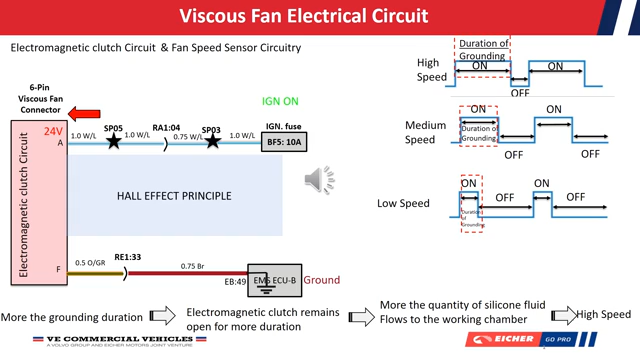 Viscous Fan Electrical Circuit
Electromagnetic clutch Circuit & Fan Speed Sensor Circuitry
6-Pin
Viscous Fan
Connector
IGN ON
24V
A
1.0 W/L
SP05
1.0 W/L
RA1:04
0.75 W/L
SP03
1.0 W/L
IGN. fuse
BF5: 10A
Electromagnetic clutch Circuit
HALL EFFECT PRINCIPLE
F
0.5 O/GR
RE1:33
0.75 Br
EB:49
EMS ECU-B
Ground
High
Speed
Duration of
Grounding
ON
OFF
ON
Medium
Speed
ON
Duration of
Grounding
OFF
ON
OFF
Low Speed
ON
Duration
of
Grounding
OFF
ON
OFF
More the grounding duration
Electromagnetic clutch remains
open for more duration
More the quantity of silicone fluid
Flows to the working chamber
High Speed
VE COMMERCIAL VEHICLES
A VOLVO GROUP AND EICHER MOTORS JOINT VENTURE
EICHER
GO PRO